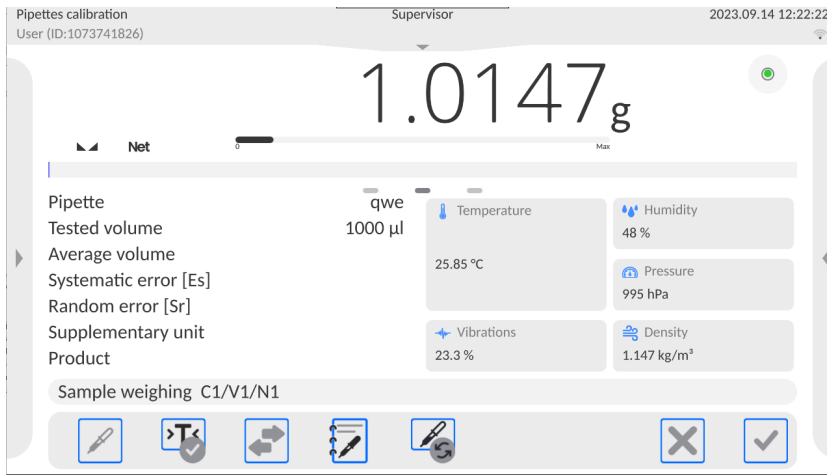 Pipettes calibration Supervisor 2023.09.14 12:22:22
User (ID:1073741826)
1.0147 g
Net 0 Max
Pipette qwe
Tested volume 1000 µl
Average volume
Systematic error [Es]
Random error [Sr]
Supplementary unit
Product
Temperature
25.85 °C
Humidity
48 %
Pressure
995 hPa
Vibrations
23.3 %
Density
1.147 kg/m³
Sample weighing C1/V1/N1
>T<